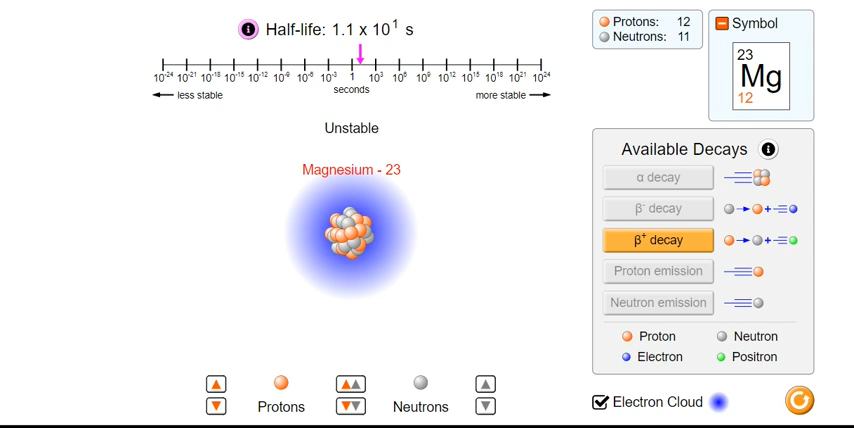 Half-life: 1.1 x 10¹ s
10⁻²⁴ 10⁻²¹ 10⁻¹⁸ 10⁻¹⁵ 10⁻¹² 10⁻⁹ 10⁻⁶ 10⁻³ 1 10³ 10⁶ 10⁹ 10¹² 10¹⁵ 10¹⁸ 10²¹ 10²⁴
seconds
less stable more stable
Unstable
Magnesium - 23
Protons: 12
Neutrons: 11
Symbol
23
Mg
12
Available Decays
α decay
β⁻ decay
β⁺ decay
Proton emission
Neutron emission
Proton Neutron
Electron Positron
Protons Neutrons
Electron Cloud